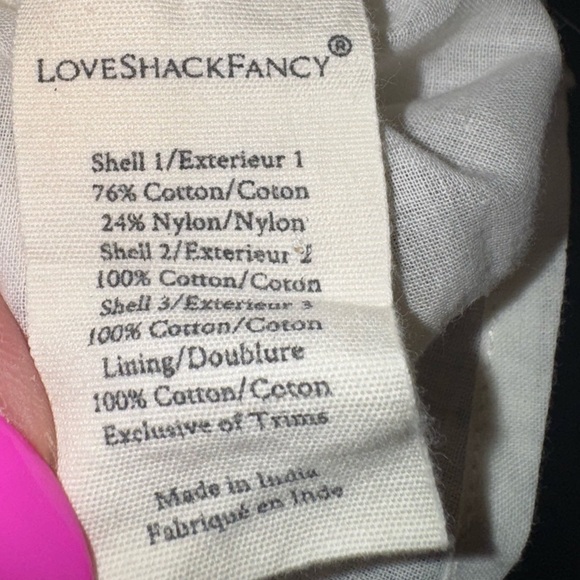 LOVESHACKFANCY®
Shell 1/Exterieur 1
76% Cotton/Coton
24% Nylon/Nylon
Shell 2/Exterieur 2
100% Cotton/Coton
Shell 3/Exterieur 3
100% Cotton/Coton
Lining/Doublure
100% Cotton/Coton
Exclusive of Trims
Made in India
Fabriqué en Inde